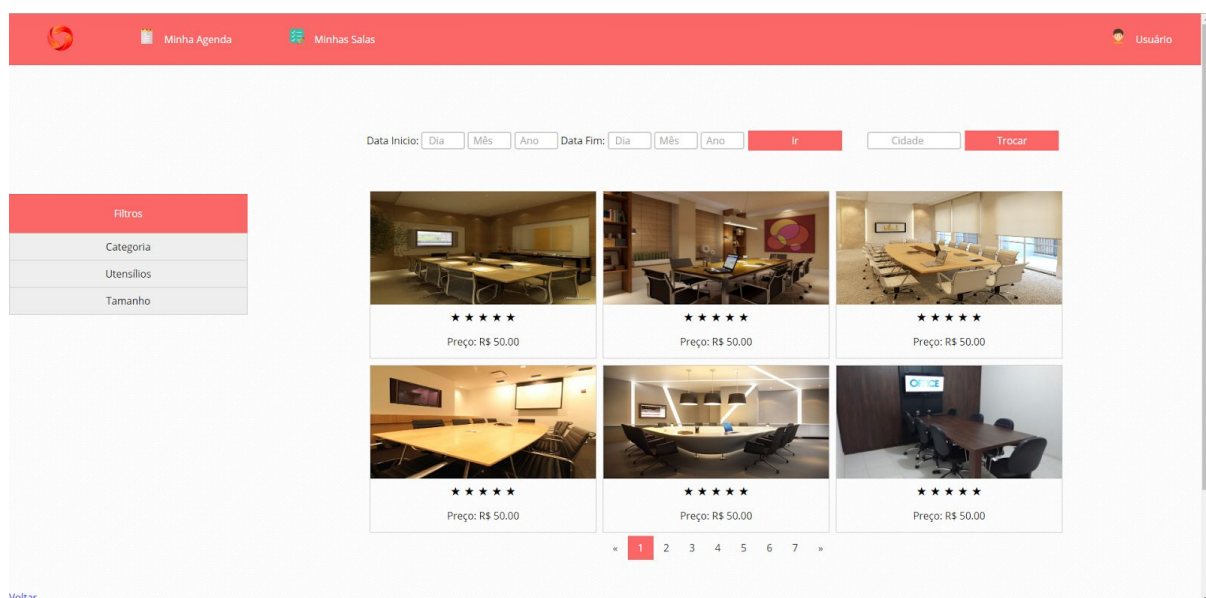 Minha Agenda Minhas Salas Usuário
Data Inicio: Dia Mês Ano Data Fim: Dia Mês Ano Ir Cidade Trocar
Filtros
Categoria
Utensílios
Tamanho
★ ★ ★ ★ ★ ★ ★ ★ ★ ★ ★ ★ ★ ★ ★
Preço: R$ 50.00 Preço: R$ 50.00 Preço: R$ 50.00
OFFICE
★ ★ ★ ★ ★ ★ ★ ★ ★ ★ ★ ★ ★ ★ ★
Preço: R$ 50.00 Preço: R$ 50.00 Preço: R$ 50.00
« 1 2 3 4 5 6 7 »
Voltar